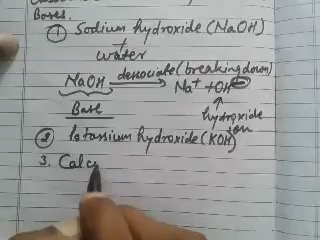 Bases.
① Sodium hydroxide (NaOH)
+
water
NaOH dessociate (breaking down) Na⁺ + OH⁻
Base
hydroxide ion
② Potassium hydroxide (KOH)
3. Calc